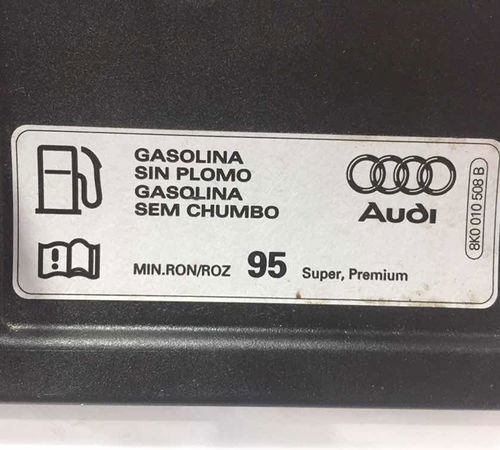 GASOLINA
SIN PLOMO
GASOLINA
SEM CHUMBO
Audi
8K0 010 508 B
MIN.RON/ROZ 95 Super, Premium